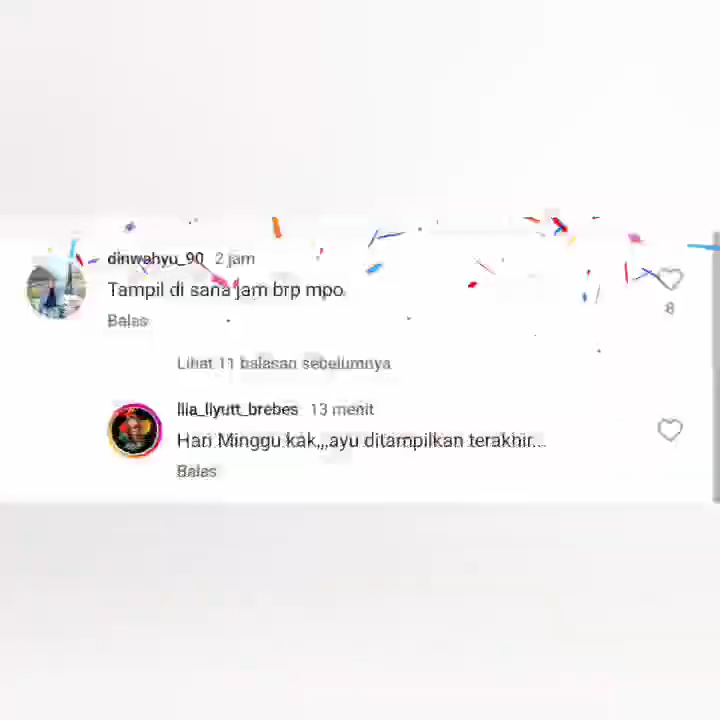 dinwahyu_90 2 jam
Tampil di sana jam brp mpo
8
Balas
Lihat 11 balasan sebelumnya
lia_llyutt_brebes 13 menit
Hari Minggu kak,,,ayu ditampilkan terakhir...
Balas